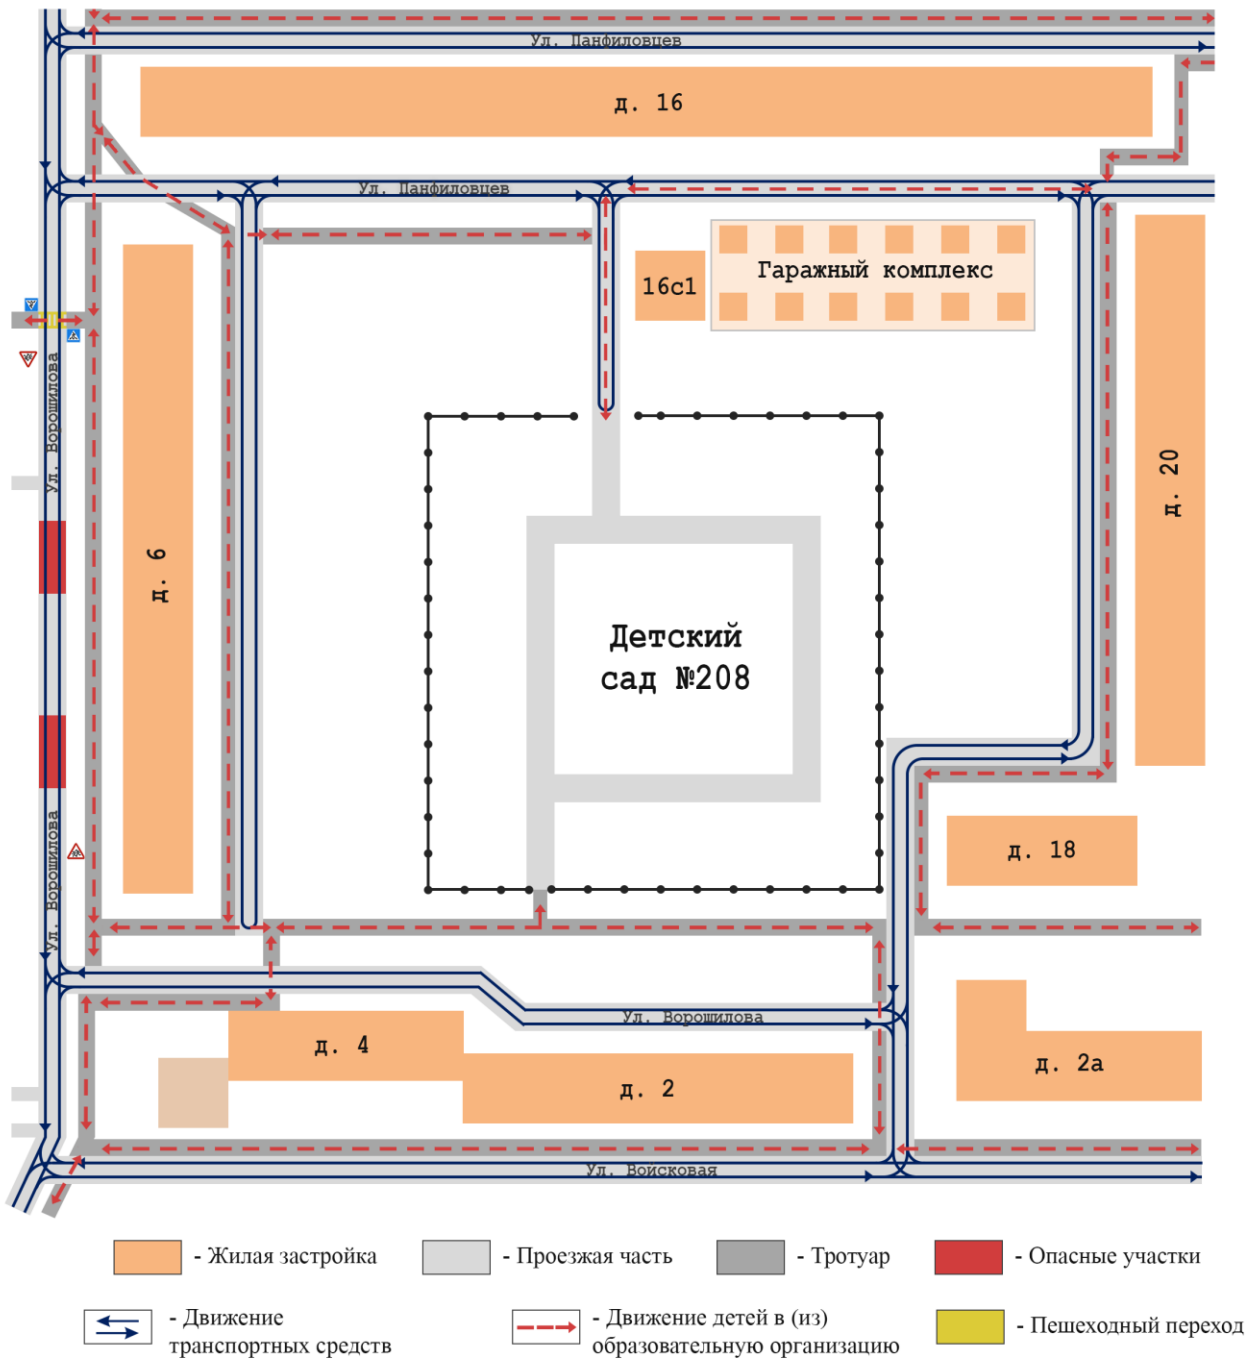 Ул. Панфиловцев
д. 16
Ул. Панфиловцев
16с1
Гаражный комплекс
Ул. Ворошилова
д. 6
д. 20
Детский
сад №208
Ул. Ворошилова
д. 18
Ул. Ворошилова
д. 4
д. 2
д. 2а
Ул. Войсковая
- Жилая застройка
- Проезжая часть
- Тротуар
- Опасные участки
- Движение
транспортных средств
- Движение детей в (из)
образовательную организацию
- Пешеходный переход